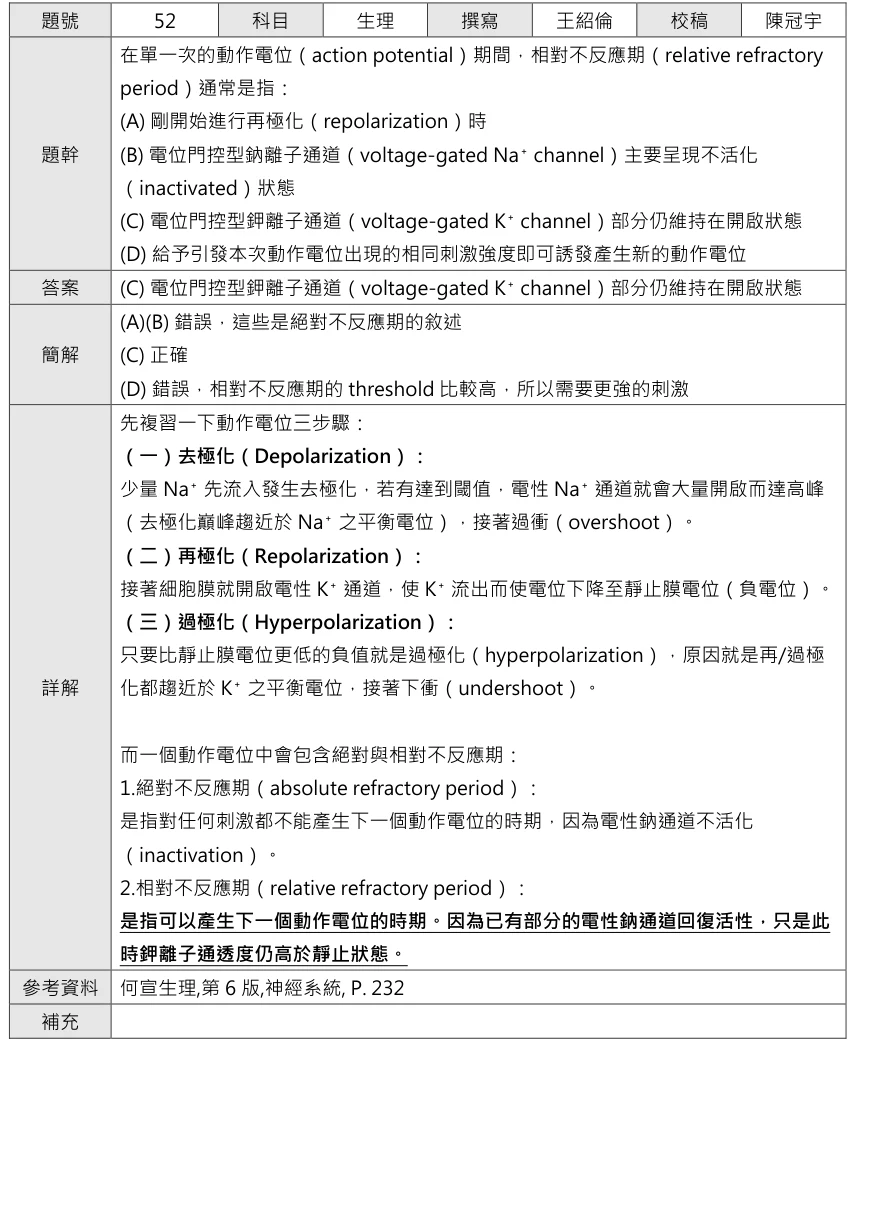 題號 52 科目 生理 撰寫 王紹倫 校稿 陳冠宇
題幹
在單一次的動作電位（action potential）期間，相對不反應期（relative refractory
period）通常是指：
(A) 剛開始進行再極化（repolarization）時
(B) 電位門控型鈉離子通道（voltage-gated Na⁺ channel）主要呈現不活化
（inactivated）狀態
(C) 電位門控型鉀離子通道（voltage-gated K⁺ channel）部分仍維持在開啟狀態
(D) 給予引發本次動作電位出現的相同刺激強度即可誘發產生新的動作電位
答案 (C) 電位門控型鉀離子通道（voltage-gated K⁺ channel）部分仍維持在開啟狀態
簡解
(A)(B) 錯誤，這些是絕對不反應期的敘述
(C) 正確
(D) 錯誤，相對不反應期的 threshold 比較高，所以需要更強的刺激
詳解
先複習一下動作電位三步驟：
（一）去極化（Depolarization）：
少量 Na⁺ 先流入發生去極化，若有達到閾值，電性 Na⁺ 通道就會大量開啟而達高峰
（去極化巔峰趨近於 Na⁺ 之平衡電位），接著過衝（overshoot）。
（二）再極化（Repolarization）：
接著細胞膜就開啟電性 K⁺ 通道，使 K⁺ 流出而使電位下降至靜止膜電位（負電位）。
（三）過極化（Hyperpolarization）：
只要比靜止膜電位更低的負值就是過極化（hyperpolarization），原因就是再/過極
化都趨近於 K⁺ 之平衡電位，接著下衝（undershoot）。
而一個動作電位中會包含絕對與相對不反應期：
1.絕對不反應期（absolute refractory period）：
是指對任何刺激都不能產生下一個動作電位的時期，因為電性鈉通道不活化
（inactivation）。
2.相對不反應期（relative refractory period）：
是指可以產生下一個動作電位的時期。因為已有部分的電性鈉通道回復活性，只是此
時鉀離子通透度仍高於靜止狀態。
參考資料 何宣生理,第 6 版,神經系統, P. 232
補充